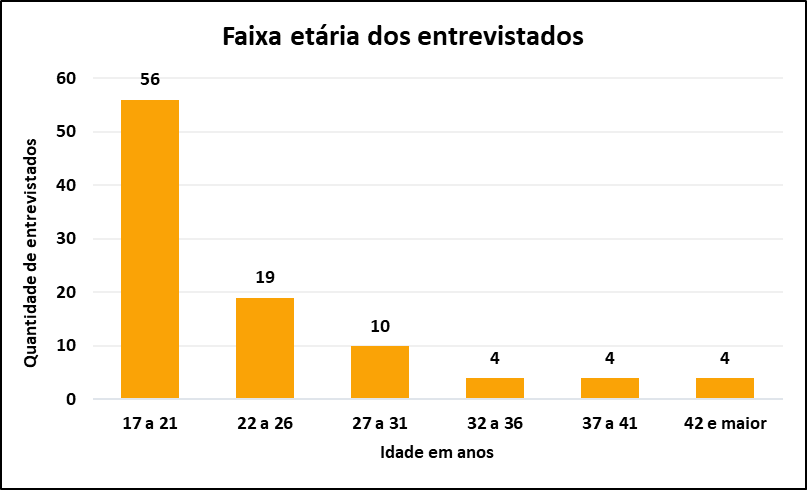 Faixa etária dos entrevistados
Quantidade de entrevistados
60
50
40
30
20
10
0
56
19
10
4
4
4
17 a 21
22 a 26
27 a 31
32 a 36
37 a 41
42 e maior
Idade em anos